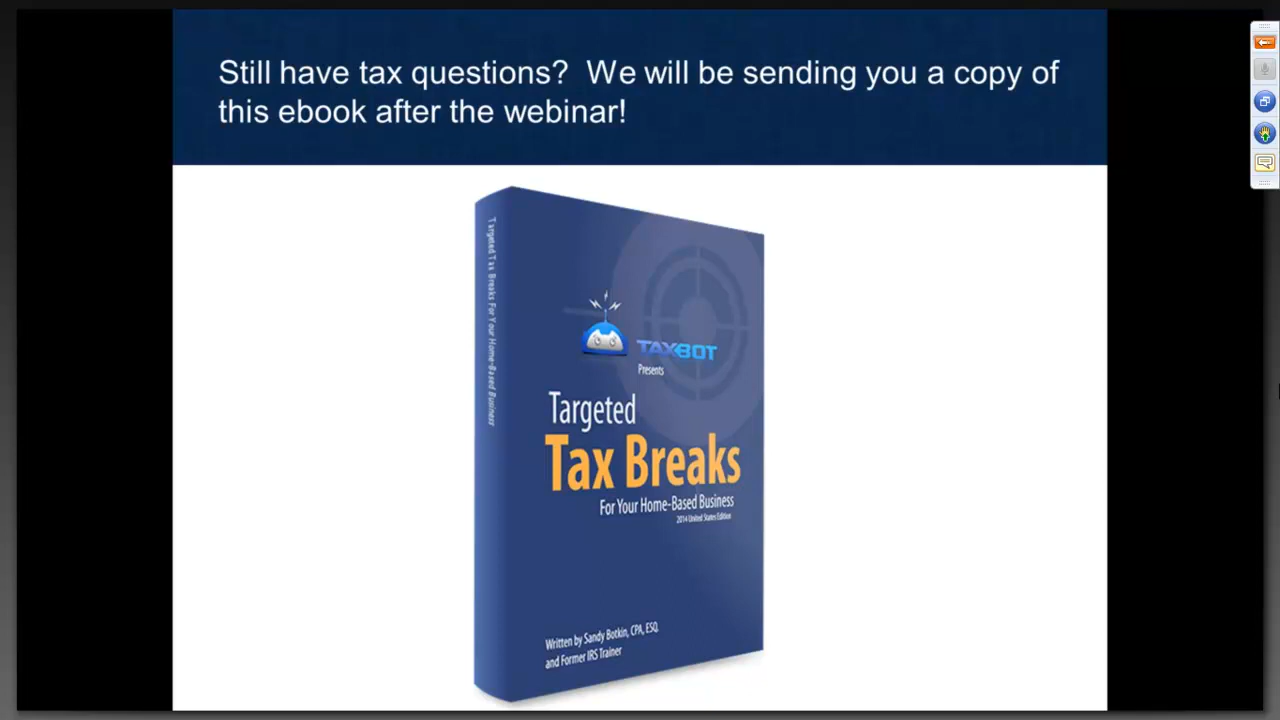 Still have tax questions?  We will be sending you a copy of
this ebook after the webinar!
Targeted Tax Breaks For Your Home-Based Business
TAXBOT
Presents
Targeted
Tax Breaks
For Your Home-Based Business
2014 United States Edition
Written by Sandy Botkin, CPA, ESQ.
and Former IRS Trainer